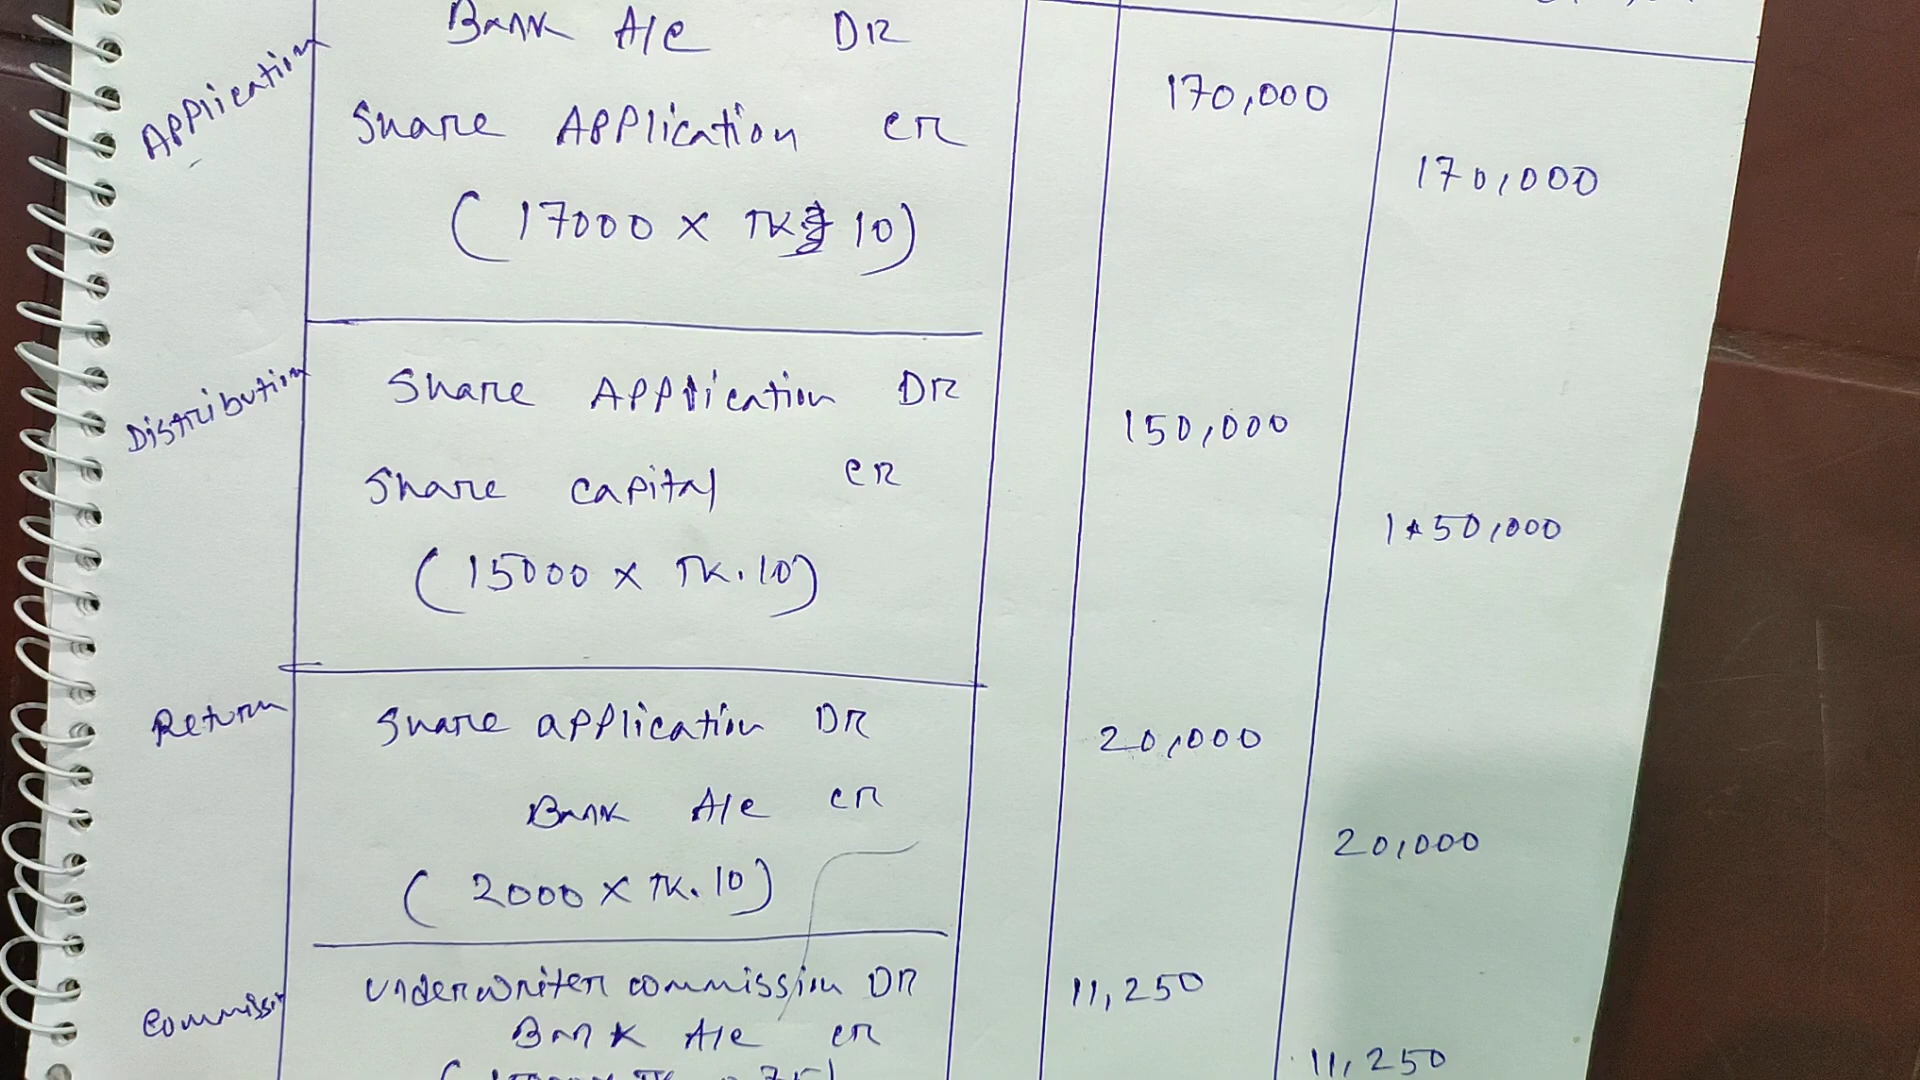 Application
Bank A/c DR
170,000
Share Application cr
170,000
(17000 × TK 10)
Distribution
Share Application DR
150,000
Share capital cr
150,000
(15000 × TK. 10)
Return
Share application DR
20,000
Bank A/c cr
20,000
(2000 × TK. 10)
Commissi
Underwriter commission DR
11,250
Bank A/c cr
11,250